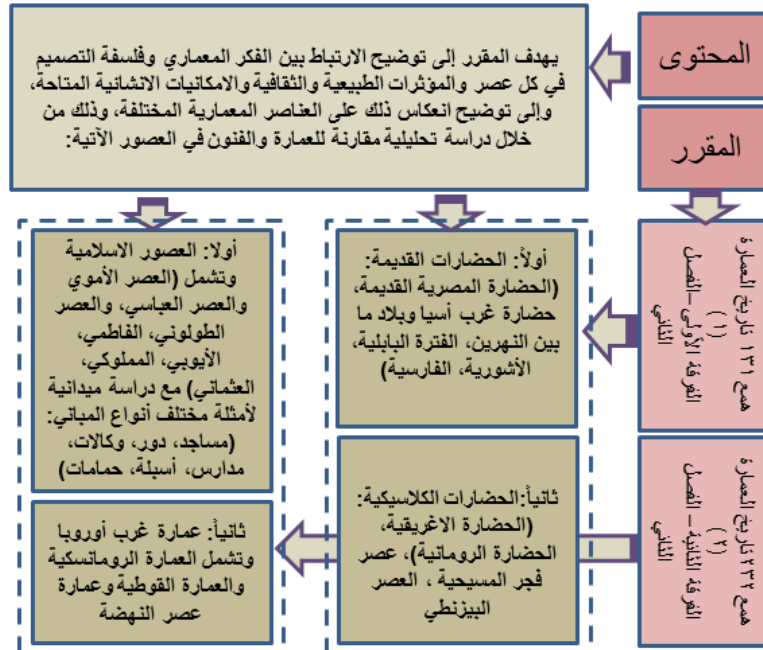 المحتوى
يهدف المقرر إلى توضيح الارتباط بين الفكر المعماري وفلسفة التصميم
في كل عصر والمؤثرات الطبيعية والثقافية والامكانيات الانشانية المتاحة،
وإلى توضيح انعكاس ذلك على العناصر المعمارية المختلفة، وذلك من
خلال دراسة تحليلية مقارنة للعمارة والفنون في العصور الآتية:
المقرر
همع ١٣١ تاريخ العمارة
(١)
الفرقة الأولى – الفصل
الثاني
أولاً: الحضارات القديمة:
(الحضارة المصرية القديمة،
حضارة غرب أسيا وبلاد ما
بين النهرين، الفترة البابلية،
الأشورية، الفارسية)
ثانياً:الحضارات الكلاسيكية:
(الحضارة الاغريقية،
الحضارة الرومانية)، عصر
فجر المسيحية ، العصر
البيزنطي
همع ٢٣٢ تاريخ العمارة
(٢)
الفرقة الثانية – الفصل
الثاني
أولا: العصور الاسلامية
وتشمل (العصر الأموي
والعصر العباسي، والعصر
الطولوني، الفاطمي،
الأيوبي، المملوكي،
العثماني) مع دراسة ميدانية
لأمثلة مختلف أنواع المباني:
(مساجد، دور، وكالات،
مدارس، أسبلة، حمامات)
ثانياً: عمارة غرب أوروبا
وتشمل العمارة الرومانسكية
والعمارة القوطية وعمارة
عصر النهضة